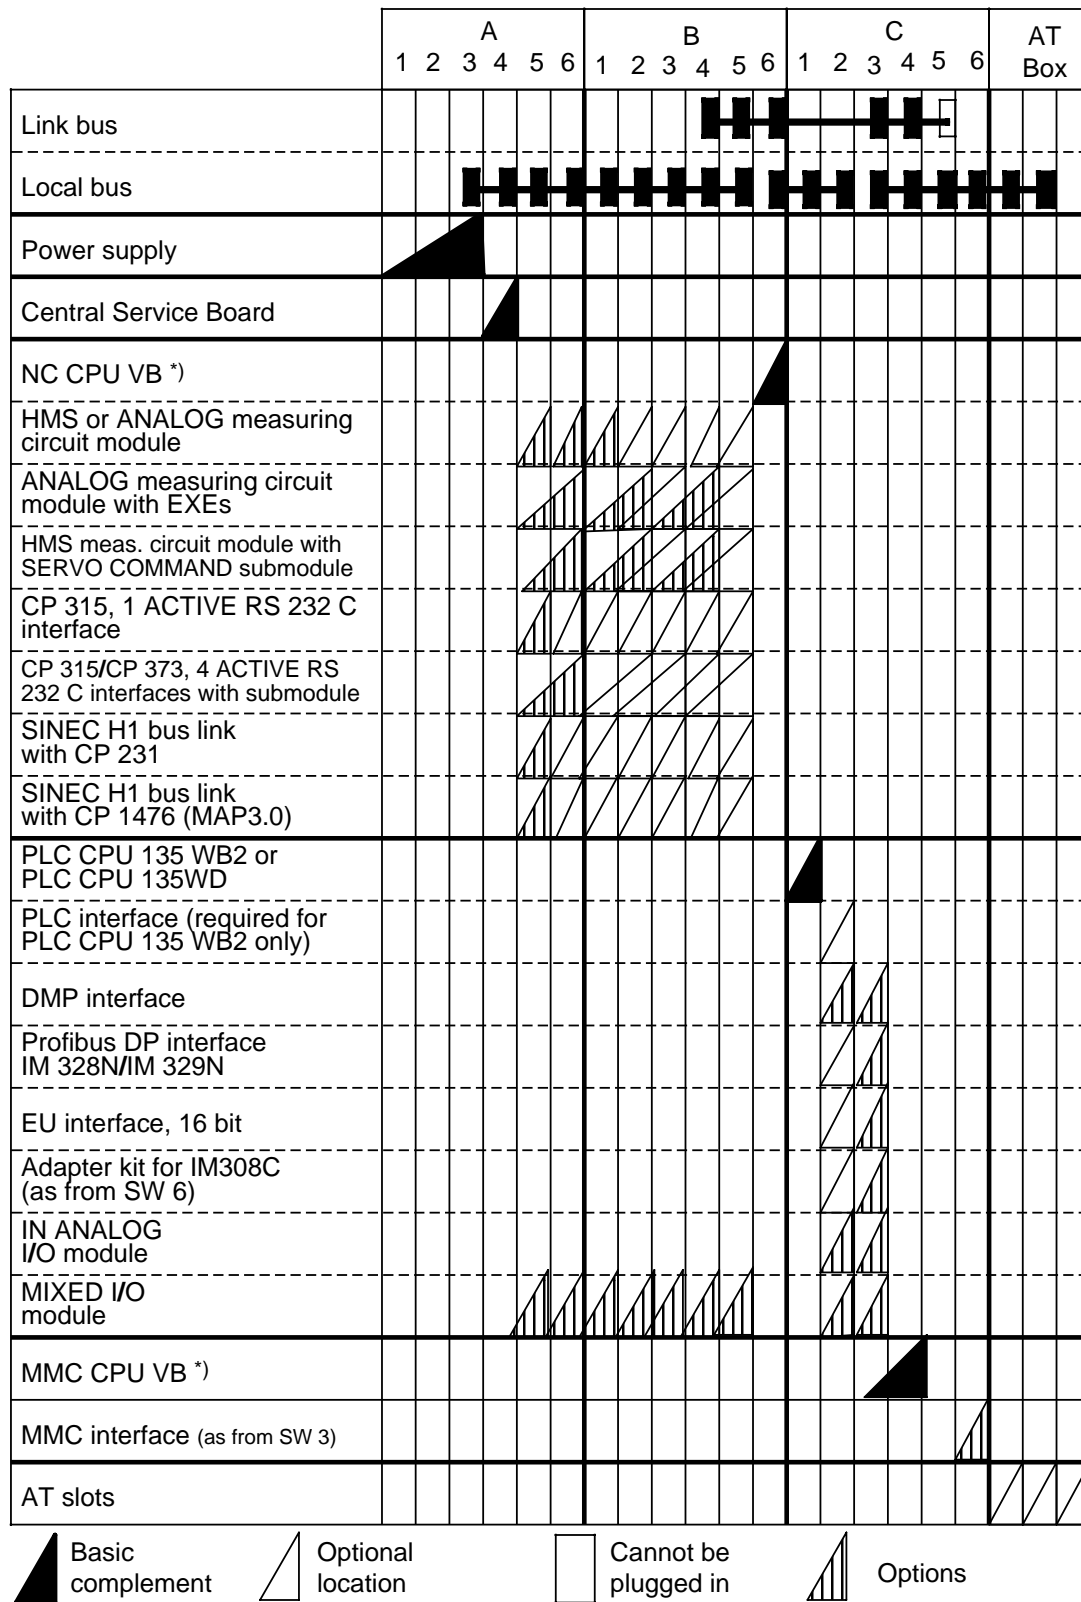 A B C AT
Box
1 2 3 4 5 6 1 2 3 4 5 6 1 2 3 4 5 6
Link bus
Local bus
Power supply
Central Service Board
NC CPU VB *)
HMS or ANALOG measuring
circuit module
ANALOG measuring circuit
module with EXEs
HMS meas. circuit module with
SERVO COMMAND submodule
CP 315, 1 ACTIVE RS 232 C
interface
CP 315/CP 373, 4 ACTIVE RS
232 C interfaces with submodule
SINEC H1 bus link
with CP 231
SINEC H1 bus link
with CP 1476 (MAP3.0)
PLC CPU 135 WB2 or
PLC CPU 135WD
PLC interface (required for
PLC CPU 135 WB2 only)
DMP interface
Profibus DP interface
IM 328N/IM 329N
EU interface, 16 bit
Adapter kit for IM308C
(as from SW 6)
IN ANALOG
I/O module
MIXED I/O
module
MMC CPU VB *)
MMC interface (as from SW 3)
AT slots
Basic
complement
Optional
location
Cannot be
plugged in
Options